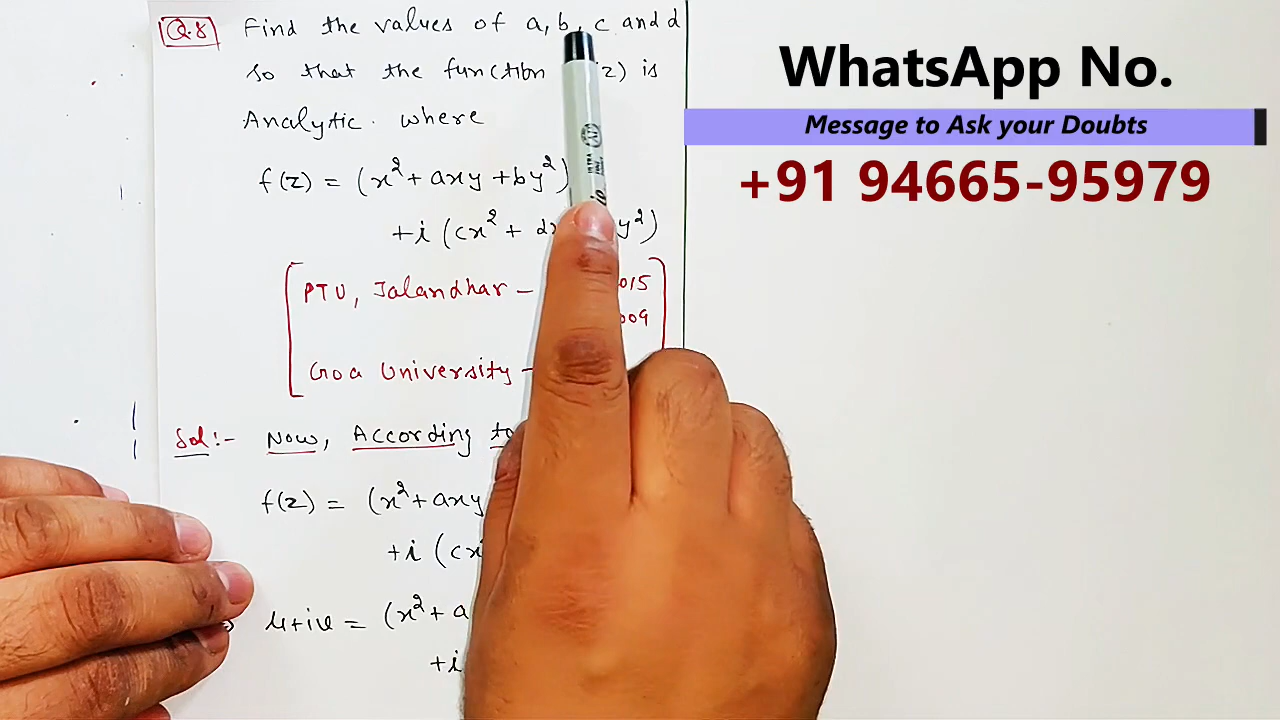 Q.8 Find the values of a, b, c and d
so that the function z) is
Analytic. where
f(z) = (x² + axy + by²)
+i (cx² + d y²)
[PTU, Jalandhar - 015
009
Goa University -]
Sol:- Now, According to
f(z) = (x² + axy
+i (cx
u+iv = (x² + a
+i
WhatsApp No.
Message to Ask your Doubts
+91 94665-95979